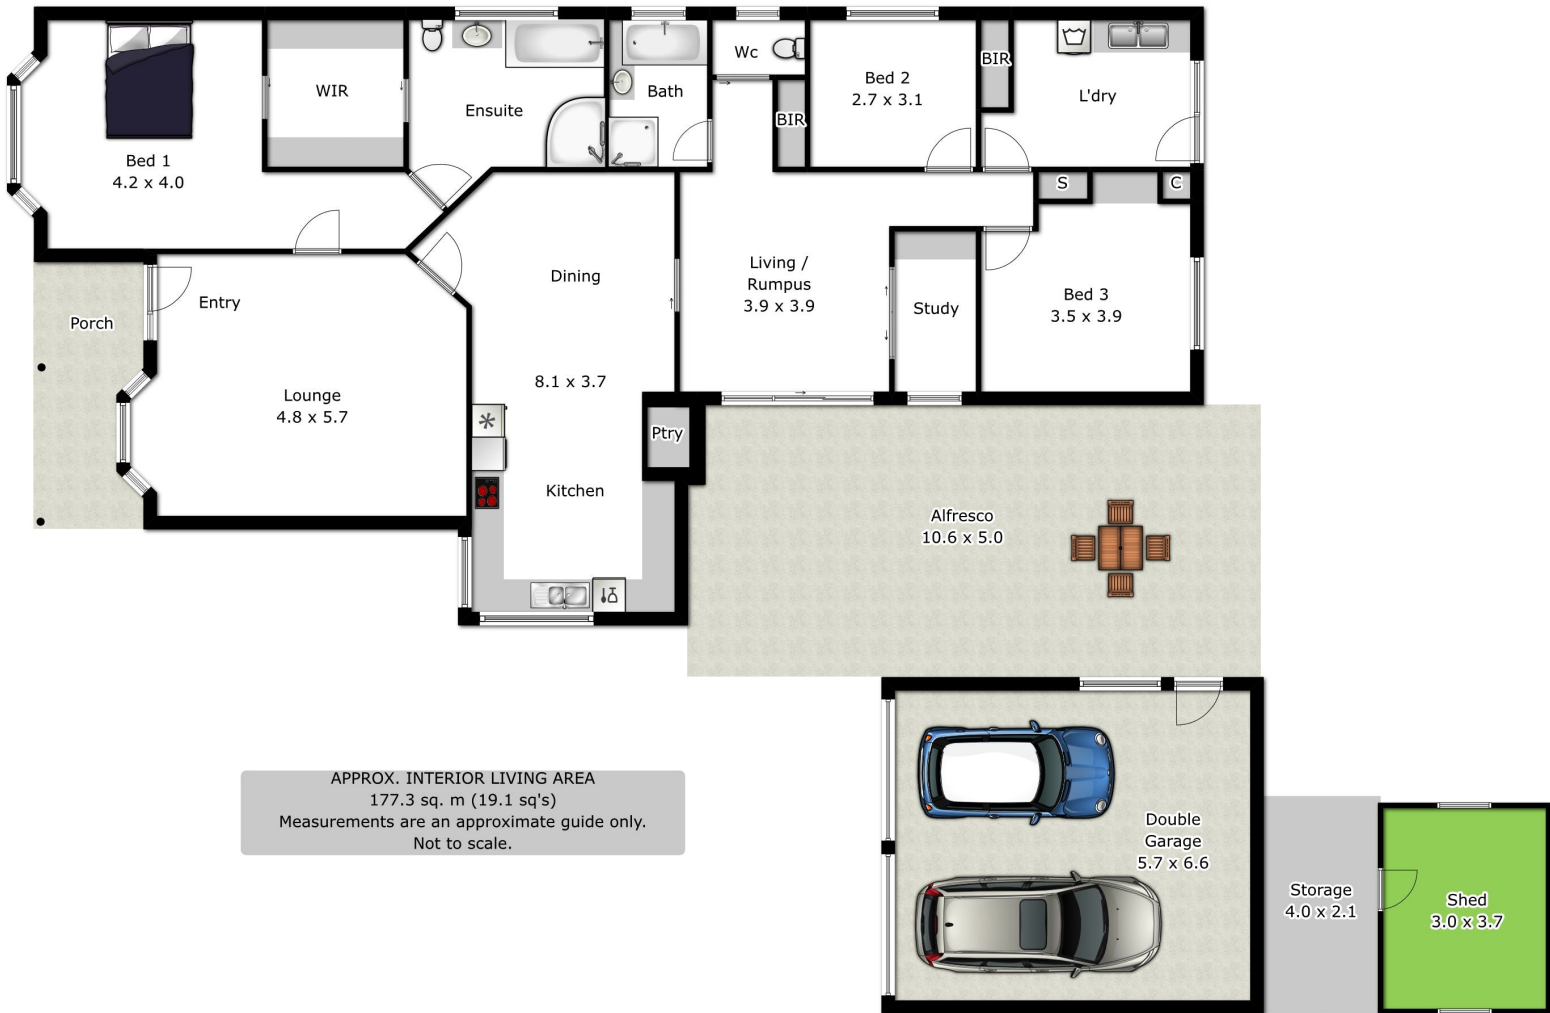 WIR
Ensuite
Bath
Wc
BIR
Bed 2
2.7 x 3.1
BIR
L'dry
Bed 1
4.2 x 4.0
S
C
Entry
Porch
Lounge
4.8 x 5.7
Dining
8.1 x 3.7
Ptry
Kitchen
Living /
Rumpus
3.9 x 3.9
Study
Bed 3
3.5 x 3.9
Alfresco
10.6 x 5.0
APPROX. INTERIOR LIVING AREA
177.3 sq. m (19.1 sq's)
Measurements are an approximate guide only.
Not to scale.
Double
Garage
5.7 x 6.6
Storage
4.0 x 2.1
Shed
3.0 x 3.7